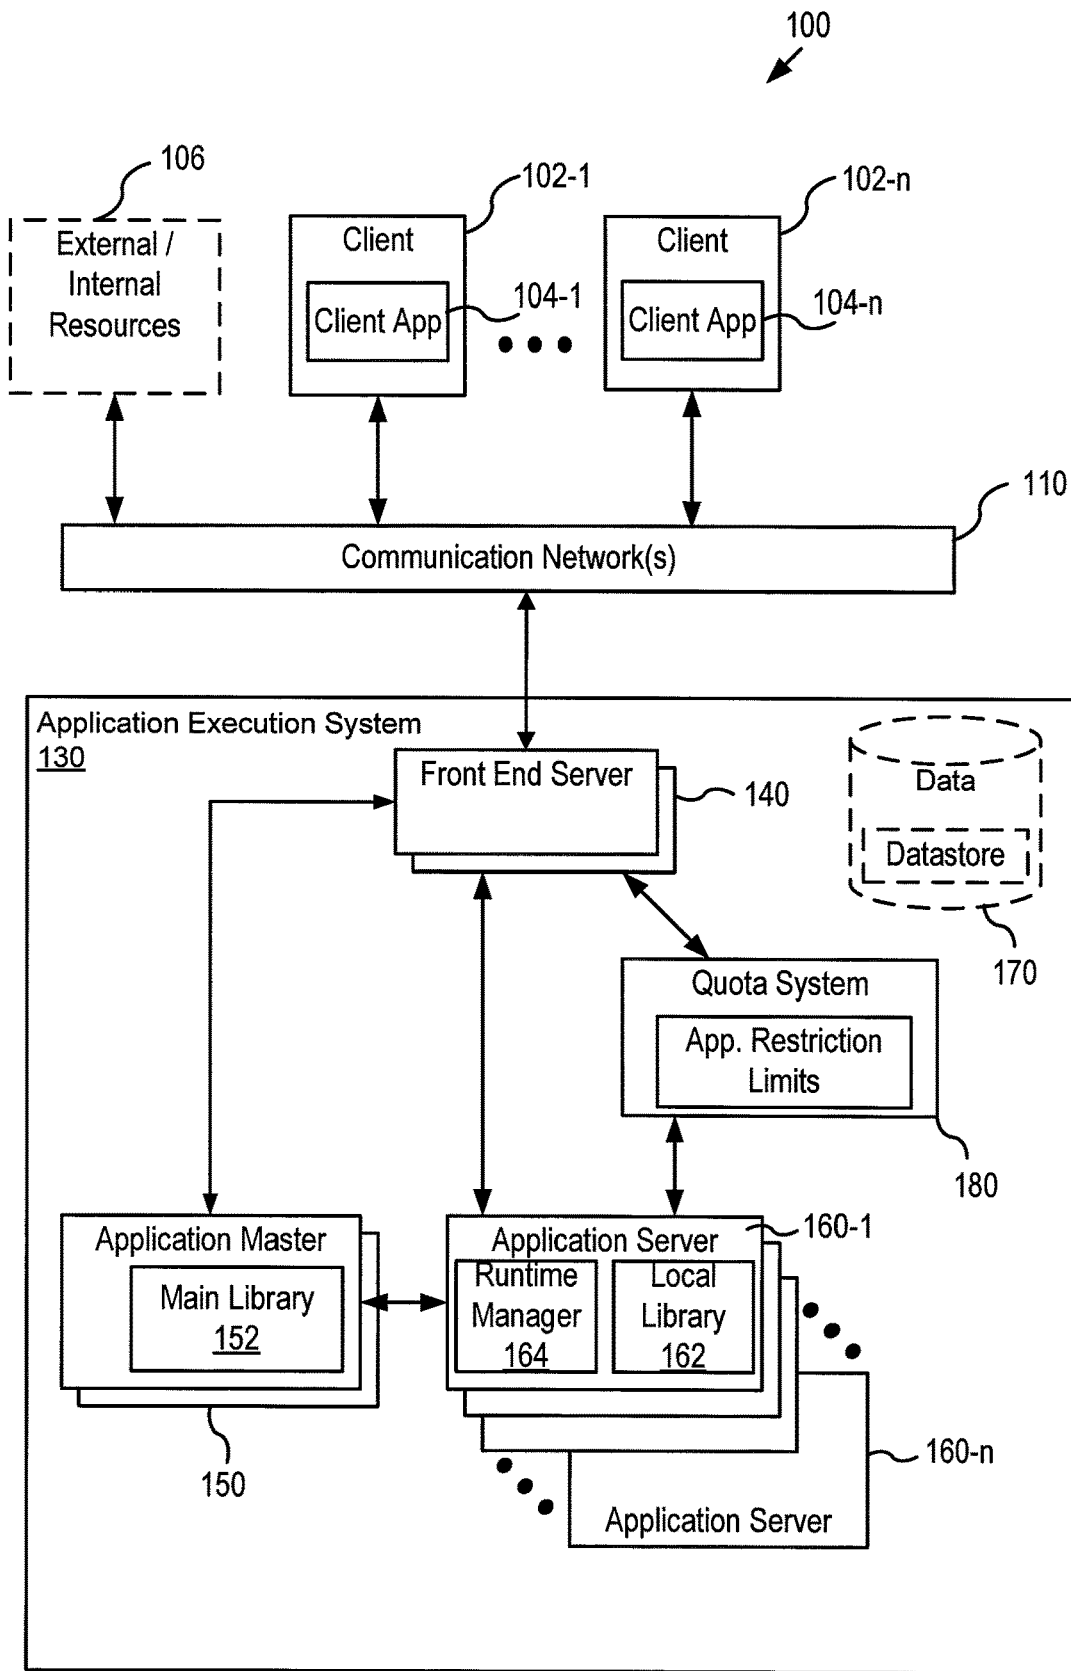 100
106
102-1
102-n
External /
Internal
Resources
Client
Client App
104-1
Client
Client App
104-n
110
Communication Network(s)
Application Execution System
130
Front End Server
140
Data
Datastore
170
Quota System
App. Restriction
Limits
180
Application Master
Main Library
152
150
Application Server
160-1
Runtime
Manager
164
Local
Library
162
160-n
Application Server